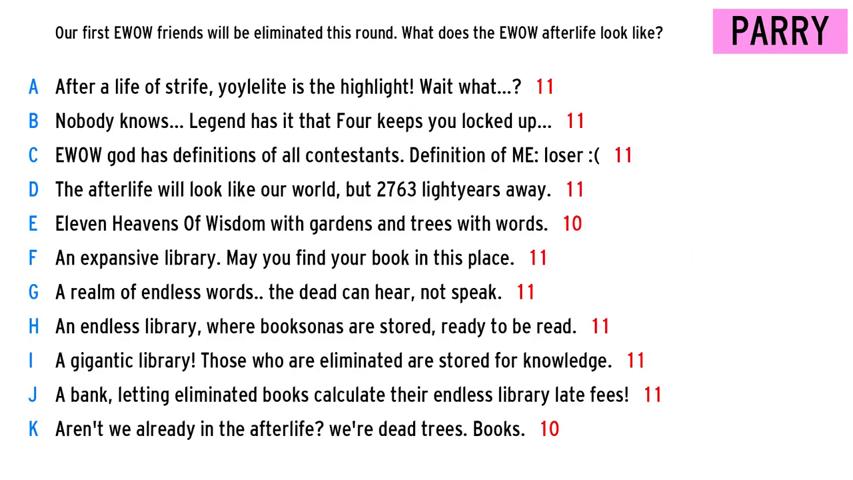 Our first EWOW friends will be eliminated this round. What does the EWOW afterlife look like?
PARRY
A After a life of strife, yoylelite is the highlight! Wait what...? 11
B Nobody knows... Legend has it that Four keeps you locked up... 11
C EWOW god has definitions of all contestants. Definition of ME: loser :( 11
D The afterlife will look like our world, but 2763 lightyears away. 11
E Eleven Heavens Of Wisdom with gardens and trees with words. 10
F An expansive library. May you find your book in this place. 11
G A realm of endless words.. the dead can hear, not speak. 11
H An endless library, where booksonas are stored, ready to be read. 11
I A gigantic library! Those who are eliminated are stored for knowledge. 11
J A bank, letting eliminated books calculate their endless library late fees! 11
K Aren't we already in the afterlife? we're dead trees. Books. 10